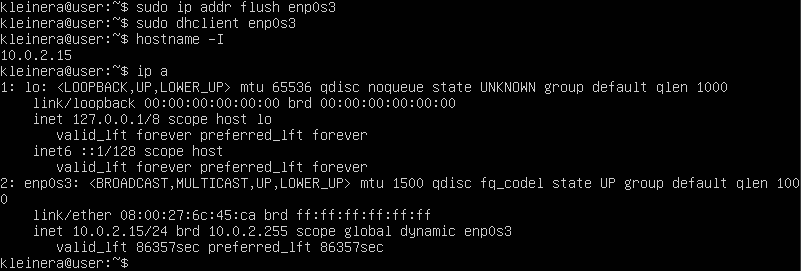 kleinera@user:~$ sudo ip addr flush enp0s3
kleinera@user:~$ sudo dhclient enp0s3
kleinera@user:~$ hostname -I
10.0.2.15
kleinera@user:~$ ip a
1: lo: <LOOPBACK,UP,LOWER_UP> mtu 65536 qdisc noqueue state UNKNOWN group default qlen 1000
    link/loopback 00:00:00:00:00:00 brd 00:00:00:00:00:00
    inet 127.0.0.1/8 scope host lo
       valid_lft forever preferred_lft forever
    inet6 ::1/128 scope host
       valid_lft forever preferred_lft forever
2: enp0s3: <BROADCAST,MULTICAST,UP,LOWER_UP> mtu 1500 qdisc fq_codel state UP group default qlen 100
0
    link/ether 08:00:27:6c:45:ca brd ff:ff:ff:ff:ff:ff
    inet 10.0.2.15/24 brd 10.0.2.255 scope global dynamic enp0s3
       valid_lft 86357sec preferred_lft 86357sec
kleinera@user:~$